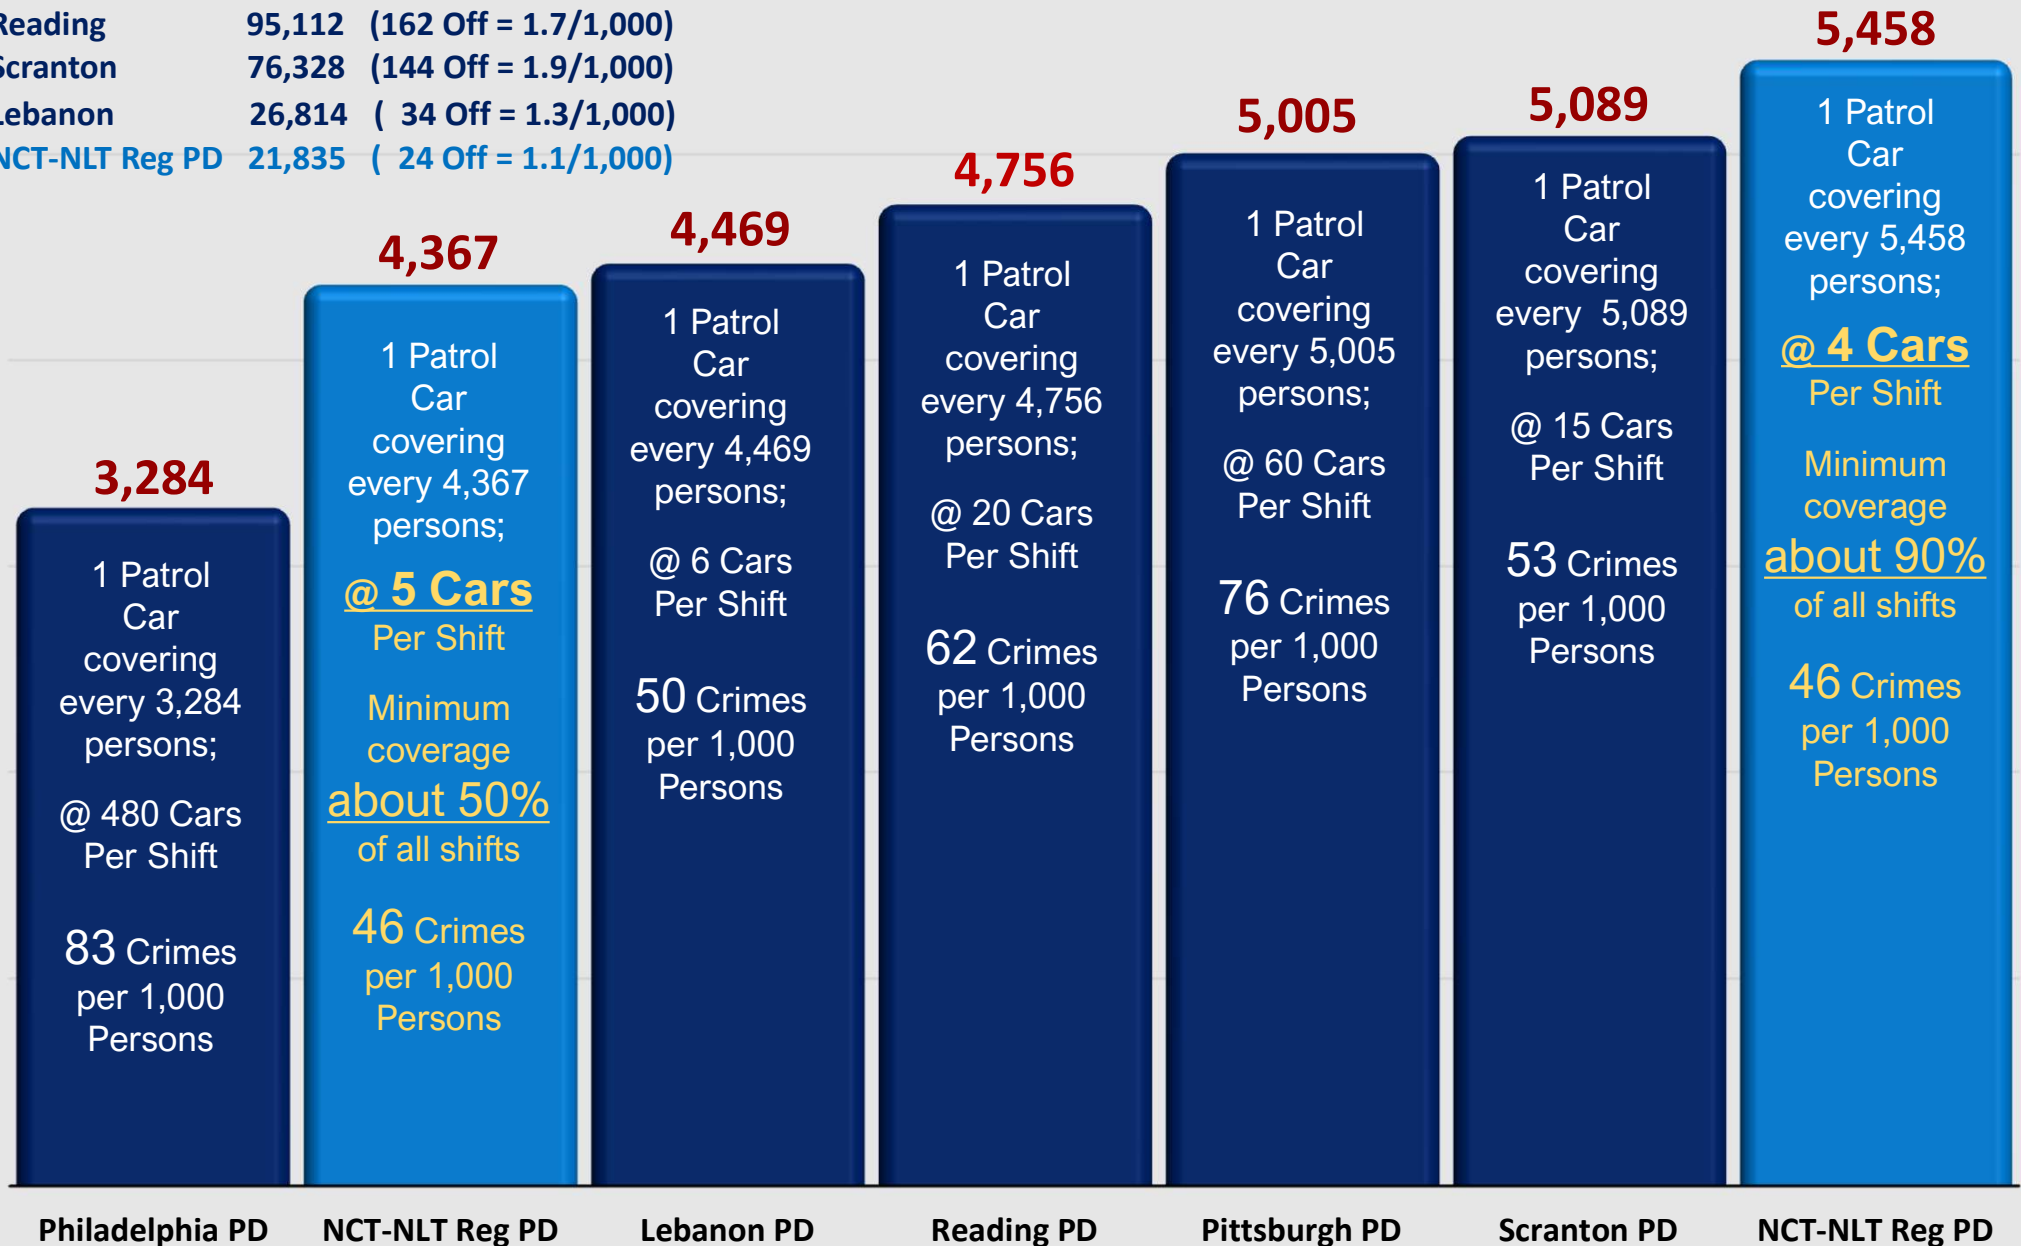 Reading 95,112 (162 Off = 1.7/1,000)
Scranton 76,328 (144 Off = 1.9/1,000)
Lebanon 26,814 ( 34 Off = 1.3/1,000)
NCT-NLT Reg PD 21,835 ( 24 Off = 1.1/1,000)
3,284
1 Patrol
Car
covering
every 3,284
persons;
@ 480 Cars
Per Shift
83 Crimes
per 1,000
Persons
Philadelphia PD
4,367
1 Patrol
Car
covering
every 4,367
persons;
@ 5 Cars
Per Shift
Minimum
coverage
about 50%
of all shifts
46 Crimes
per 1,000
Persons
NCT-NLT Reg PD
4,469
1 Patrol
Car
covering
every 4,469
persons;
@ 6 Cars
Per Shift
50 Crimes
per 1,000
Persons
Lebanon PD
4,756
1 Patrol
Car
covering
every 4,756
persons;
@ 20 Cars
Per Shift
62 Crimes
per 1,000
Persons
Reading PD
5,005
1 Patrol
Car
covering
every 5,005
persons;
@ 60 Cars
Per Shift
76 Crimes
per 1,000
Persons
Pittsburgh PD
5,089
1 Patrol
Car
covering
every 5,089
persons;
@ 15 Cars
Per Shift
53 Crimes
per 1,000
Persons
Scranton PD
5,458
1 Patrol
Car
covering
every 5,458
persons;
@ 4 Cars
Per Shift
Minimum
coverage
about 90%
of all shifts
46 Crimes
per 1,000
Persons
NCT-NLT Reg PD